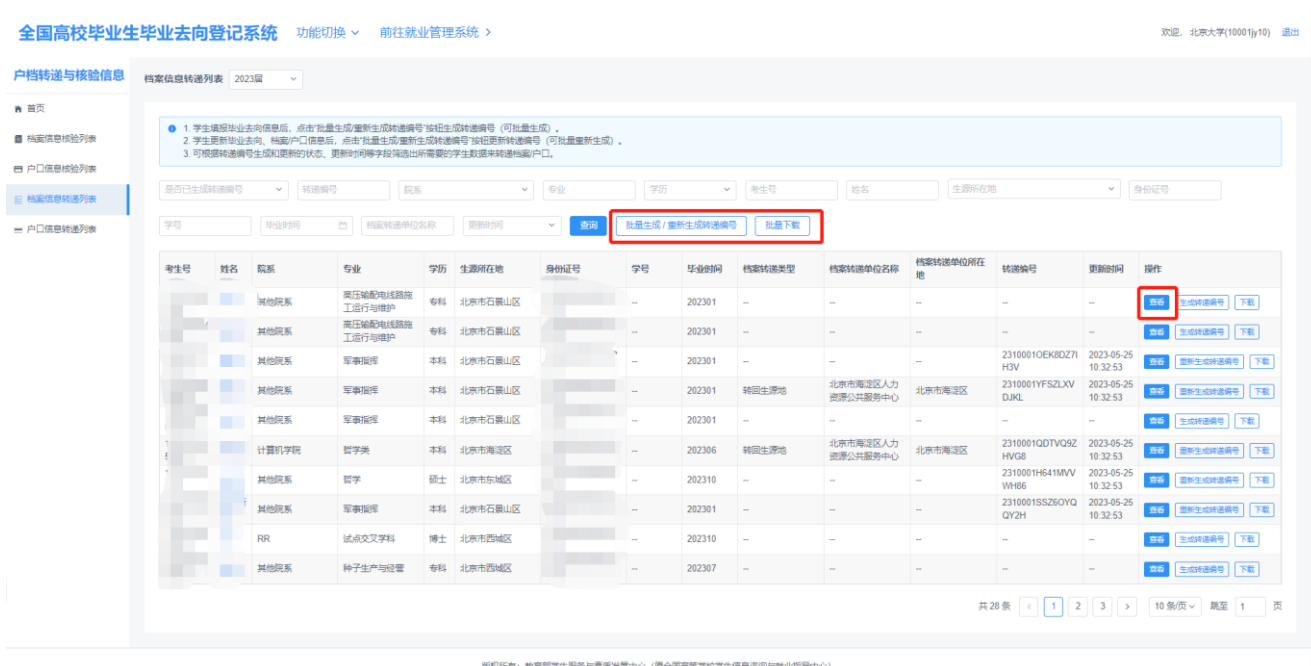 全国高校毕业生毕业去向登记系统 功能切换 前往就业管理系统 > 欢迎, 北京大学(10001jy10) 退出
户档转递与核验信息 档案信息转递列表 2023届
首页
档案信息核验列表
户口信息核验列表
档案信息转递列表
户口信息转递列表
1. 学生填报毕业去向信息后，点击“批量生成/重新生成转递编号”按钮生成转递编号（可批量生成）。
2. 学生更新毕业去向、档案/户口信息后，点击“批量生成/重新生成转递编号”按钮更新转递编号（可批量重新生成）。
3. 可根据转递编号生成和更新的状态、更新时间等字段筛选出所需要的学生数据来转递档案/户口。
是否已生成转递编号 转递编号 院系 专业 学历 考生号 姓名 生源所在地 身份证号
学号 毕业时间 档案转递单位名称 更新时间 查询 批量生成 / 重新生成转递编号 批量下载
考生号 姓名 院系 专业 学历 生源所在地 身份证号 学号 毕业时间 档案转递类型 档案转递单位名称 档案转递单位所在地 转递编号 更新时间 操作
其他院系 高压输配电线路施工运行与维护 专科 北京市石景山区 -- 202301 -- -- -- -- -- 查看 生成转递编号 下载
其他院系 高压输配电线路施工运行与维护 专科 北京市石景山区 -- 202301 -- -- -- -- -- 查看 生成转递编号 下载
其他院系 军事指挥 本科 北京市石景山区 -- 202301 -- -- -- 2310001OEK8DZ7IH3V 2023-05-25 10:32:53 查看 重新生成转递编号 下载
其他院系 军事指挥 本科 北京市石景山区 -- 202301 转回生源地 北京市海淀区人力资源公共服务中心 北京市海淀区 2310001YFSZLXVDJKL 2023-05-25 10:32:53 查看 重新生成转递编号 下载
其他院系 军事指挥 本科 北京市石景山区 -- 202301 -- -- -- -- -- 查看 生成转递编号 下载
计算机学院 哲学类 本科 北京市海淀区 -- 202306 转回生源地 北京市海淀区人力资源公共服务中心 北京市海淀区 2310001QDTVQ9ZHVG8 2023-05-25 10:32:53 查看 重新生成转递编号 下载
其他院系 哲学 硕士 北京市东城区 -- 202310 -- -- -- 2310001H641MVVWH86 2023-05-25 10:32:53 查看 重新生成转递编号 下载
其他院系 军事指挥 本科 北京市石景山区 -- 202301 -- -- -- 2310001SSZ6OYQQY2H 2023-05-25 10:32:53 查看 重新生成转递编号 下载
RR 试点交叉学科 博士 北京市西城区 -- 202310 -- -- -- -- -- 查看 生成转递编号 下载
其他院系 种子生产与经营 专科 北京市西城区 -- 202307 -- -- -- -- -- 查看 生成转递编号 下载
共 28 条 < 1 2 3 > 10 条/页 跳至 1 页